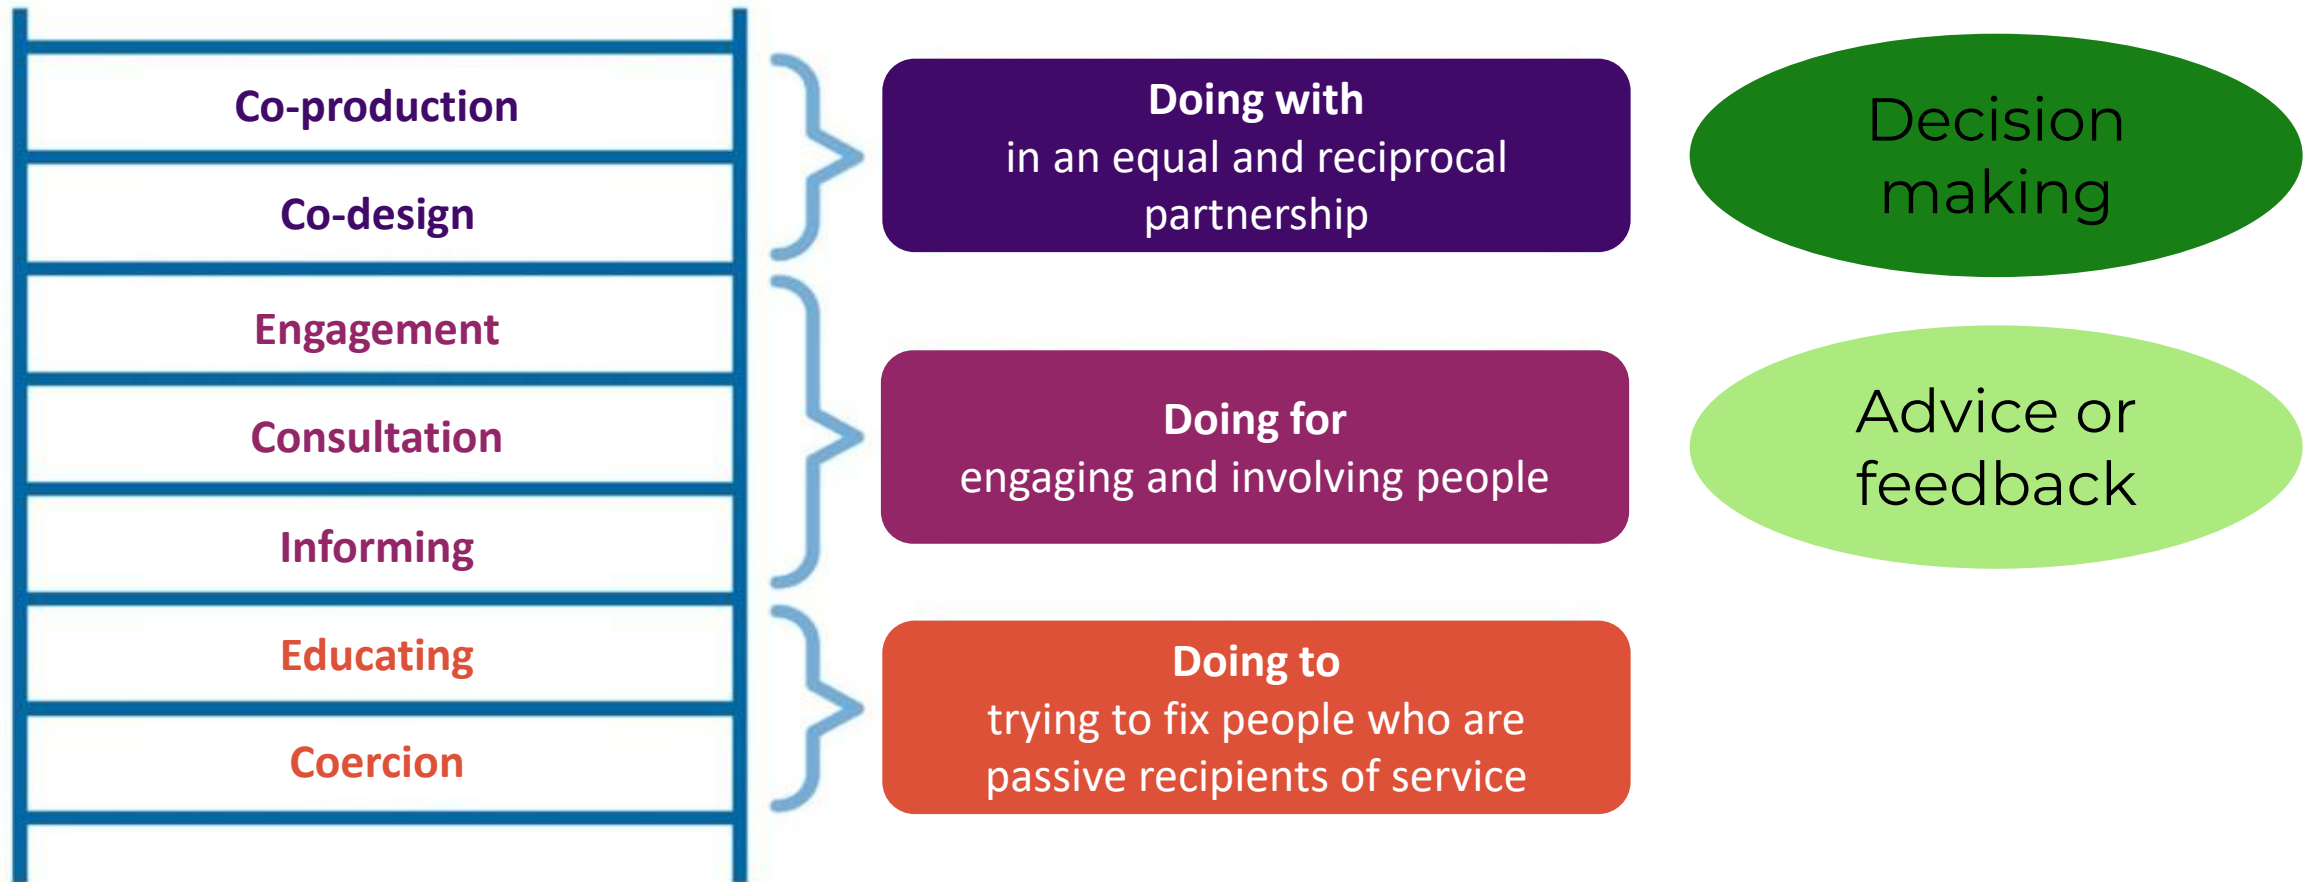 Co-production
Co-design
Engagement
Consultation
Informing
Educating
Coercion
Doing with
in an equal and reciprocal
partnership
Doing for
engaging and involving people
Doing to
trying to fix people who are
passive recipients of service
Decision
making
Advice or
feedback